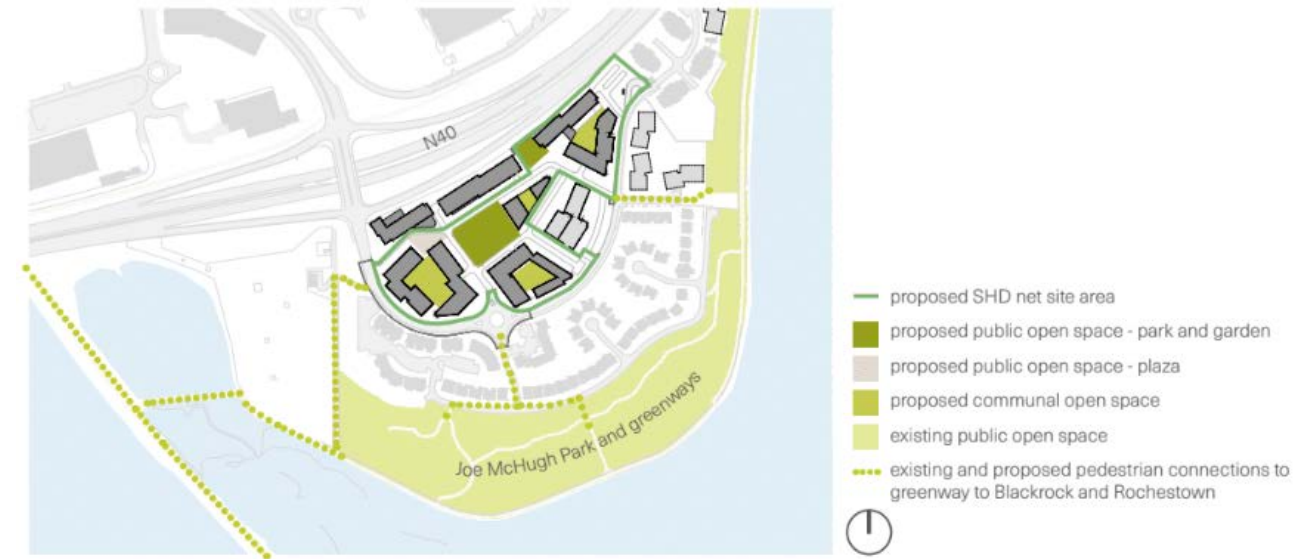 N40
Joe McHugh Park and greenways
proposed SHD net site area
proposed public open space - park and garden
proposed public open space - plaza
proposed communal open space
existing public open space
existing and proposed pedestrian connections to
greenway to Blackrock and Rochestown